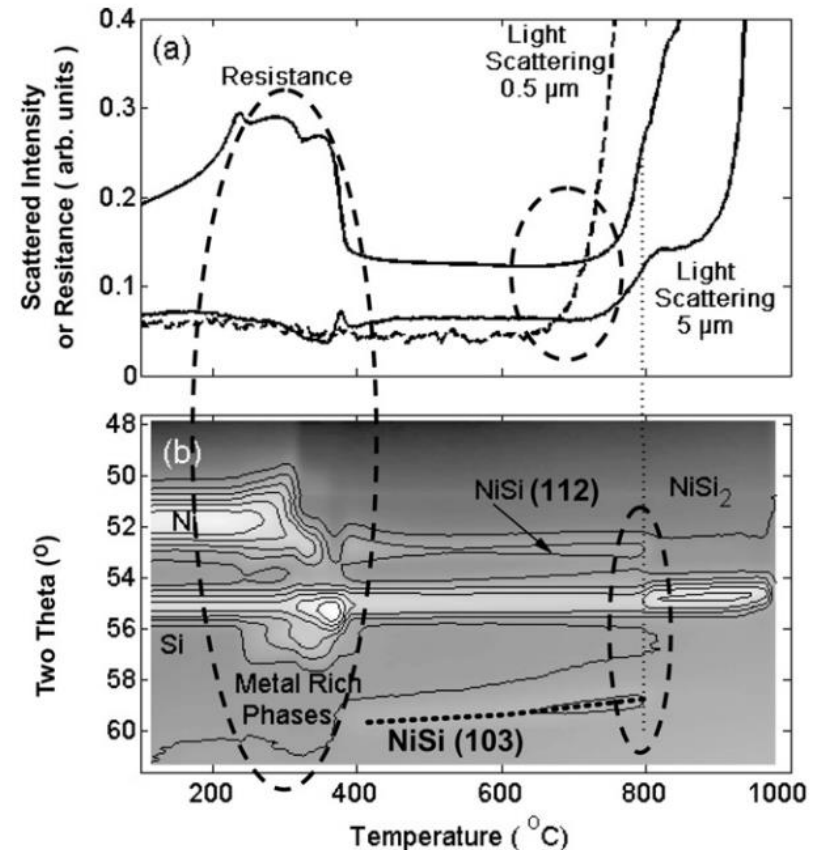 0.4
(a)
Light
Scattering
0.5 µm
Resistance
0.3
0.2
0.1
0
Light
Scattering
5 µm
Scattered Intensity
or Resitance ( arb. units )
48
(b)
50
NiSi (112)
NiSi2
52
Ni
54
56
Si
58
Metal Rich
Phases
60
NiSi (103)
Two Theta (O)
200
400
600
800
1000
Temperature ( OC)